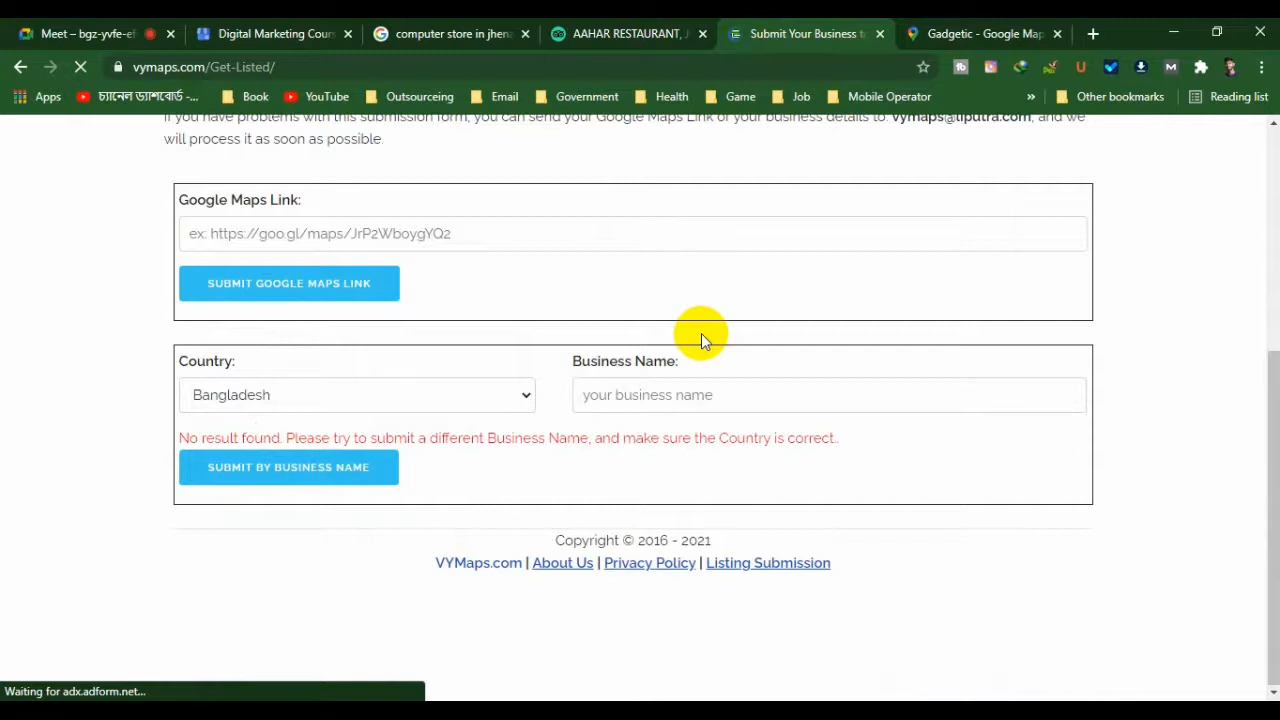 Meet – bgz-yvfe-ef
Digital Marketing Cour
computer store in jhena
AAHAR RESTAURANT, J
Submit Your Business to
Gadgetic - Google Map
vymaps.com/Get-Listed/
Apps
চ্যানেল ড্যাশবোর্ড -...
Book
YouTube
Outsourceing
Email
Government
Health
Game
Job
Mobile Operator
»
Other bookmarks
Reading list
If you have problems with this submission form, you can send your Google Maps Link or your business details to: vymaps@liputra.com, and we
will process it as soon as possible.
Google Maps Link:
ex: https://goo.gl/maps/JrP2WboygYQ2
SUBMIT GOOGLE MAPS LINK
Country:
Business Name:
Bangladesh
your business name
No result found. Please try to submit a different Business Name, and make sure the Country is correct..
SUBMIT BY BUSINESS NAME
Copyright © 2016 - 2021
VYMaps.com | About Us | Privacy Policy | Listing Submission
Waiting for adx.adform.net...